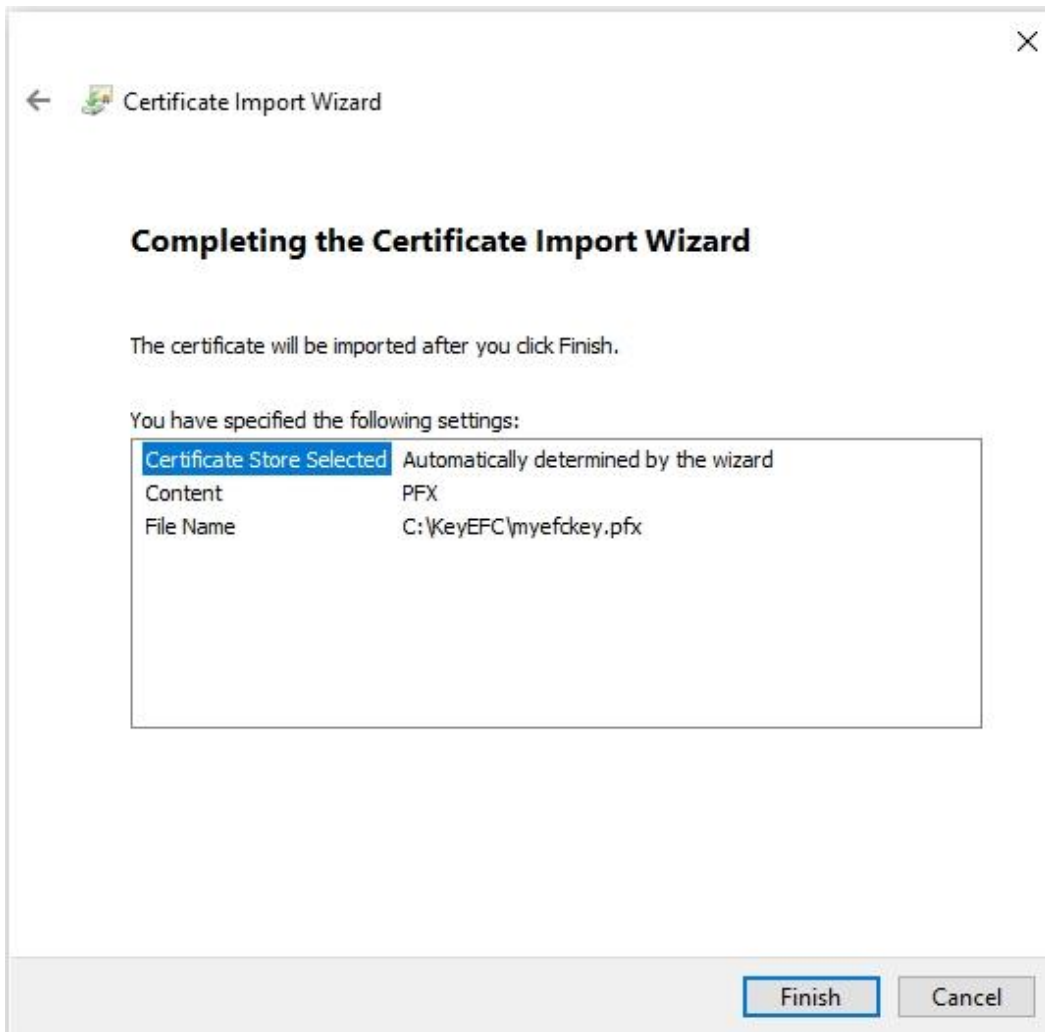 Certificate Import Wizard
Completing the Certificate Import Wizard
The certificate will be imported after you click Finish.
You have specified the following settings:
Certificate Store Selected Automatically determined by the wizard
Content PFX
File Name C:\KeyEFC\myefckey.pfx
Finish Cancel